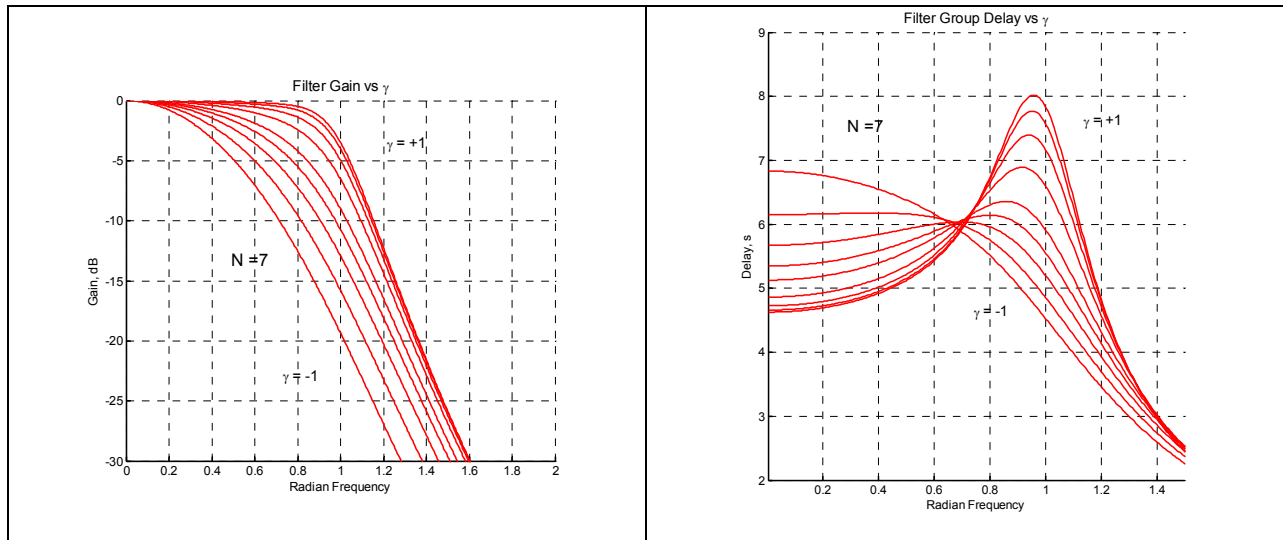 Filter Gain vs γ
0
-5
-10
-15
-20
-25
-30
Gain, dB
γ = +1
N =7
γ = -1
0 0.2 0.4 0.6 0.8 1 1.2 1.4 1.6 1.8 2
Radian Frequency
Filter Group Delay vs γ
9
8
7
6
5
4
3
2
Delay, s
N =7
γ = +1
γ = -1
0.2 0.4 0.6 0.8 1 1.2 1.4
Radian Frequency